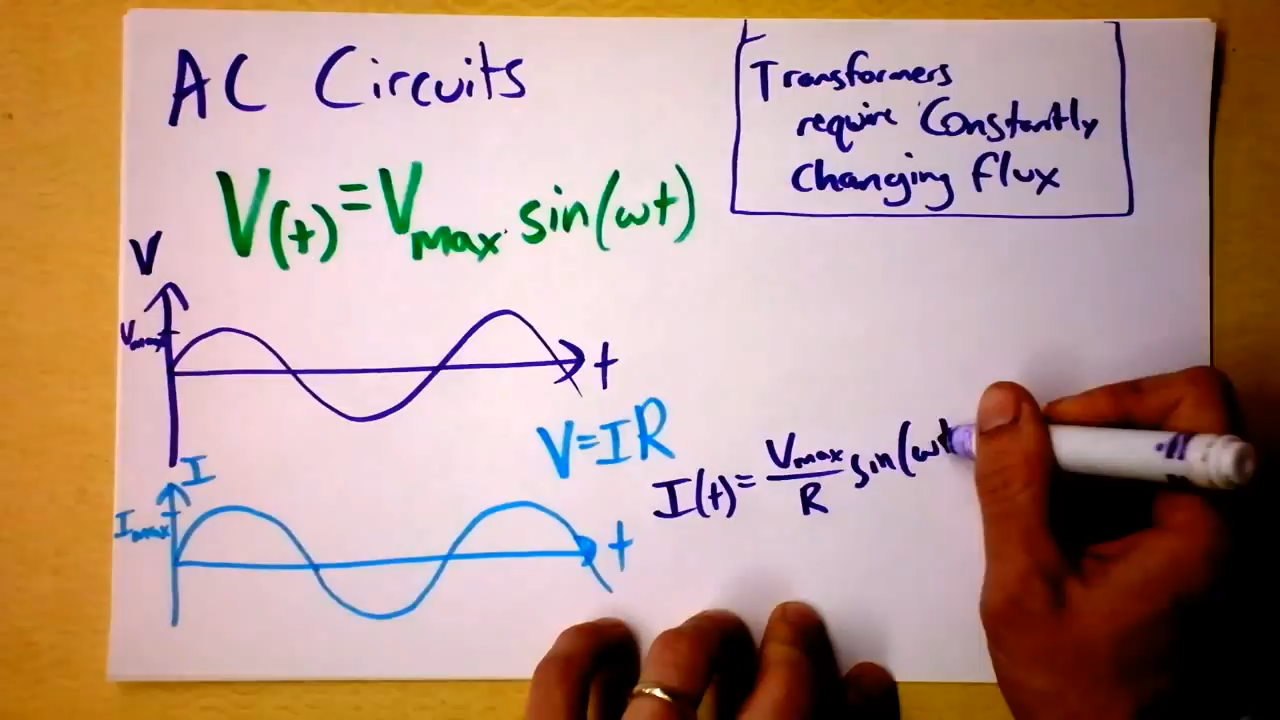 AC Circuits
Transformers
require Constantly
changing flux
V(t)=Vmax sin(ωt)
V
Vmax
t
V=IR
I(t)=Vmax/R sin(ωt
I
Imax
t